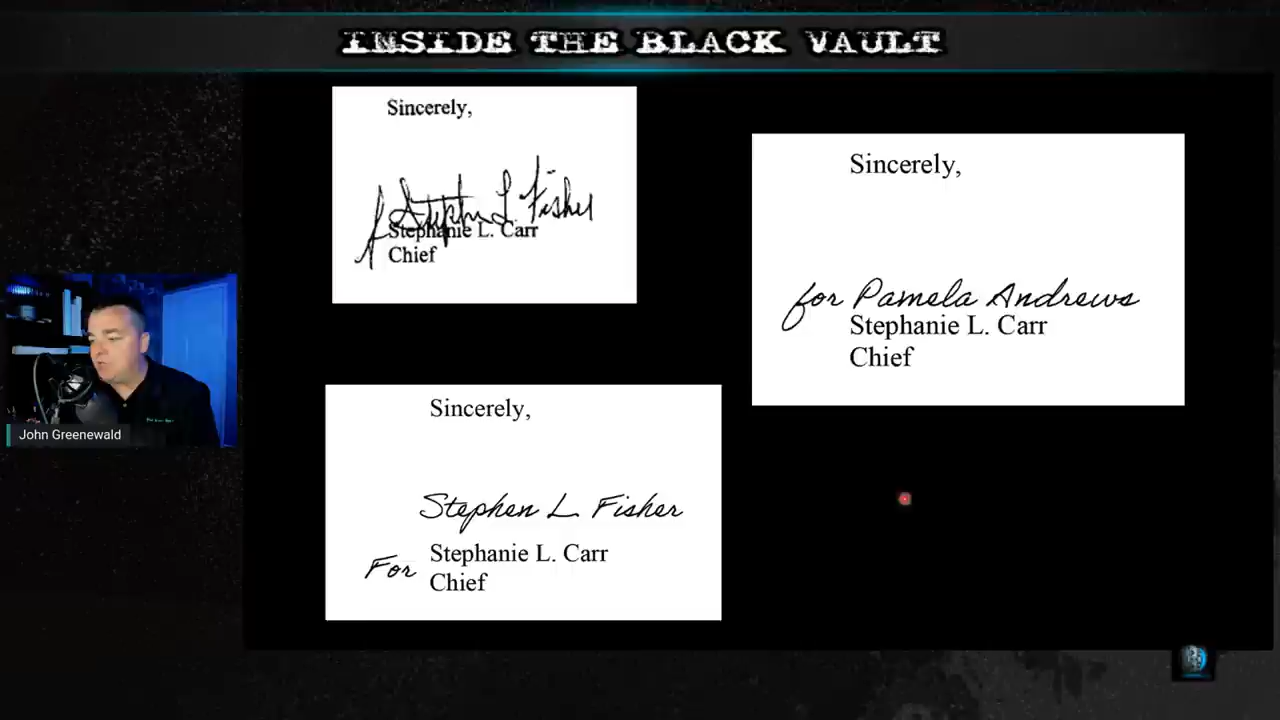 INSIDE THE BLACK VAULT
Sincerely,
f Stephen L Fisher
Stephanie L. Carr
Chief
Sincerely,
for Pamela Andrews
Stephanie L. Carr
Chief
Sincerely,
Stephen L Fisher
For Stephanie L. Carr
Chief
John Greenewald